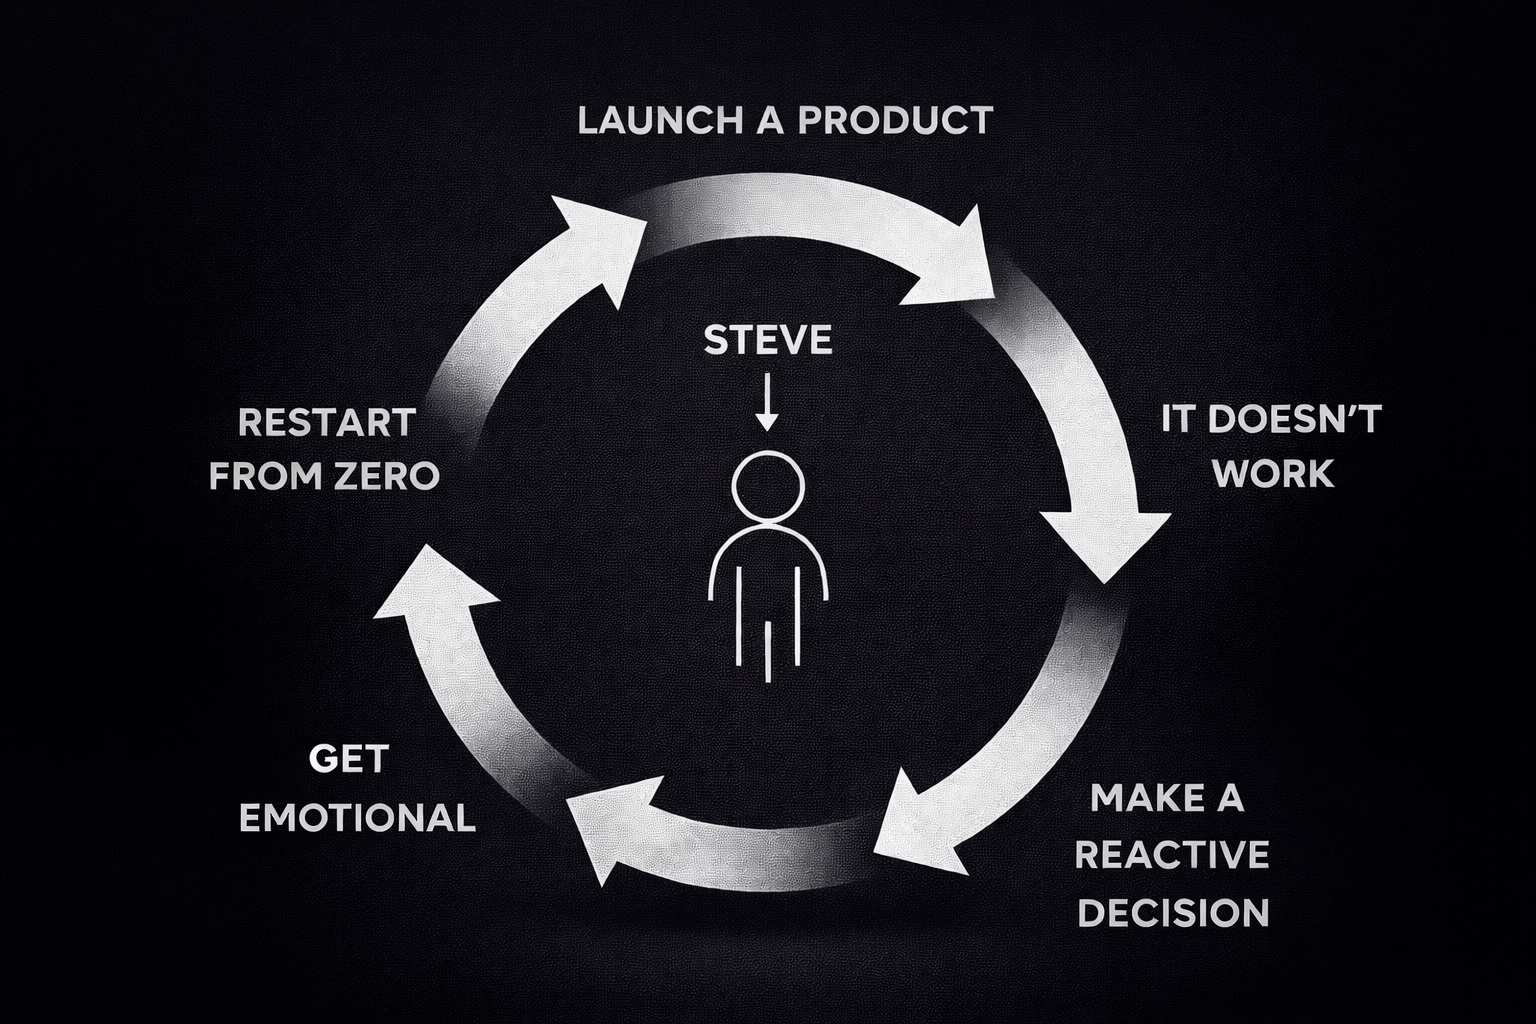 LAUNCH A PRODUCT
STEVE
IT DOESN’T
WORK
MAKE A
REACTIVE
DECISION
GET
EMOTIONAL
RESTART
FROM ZERO